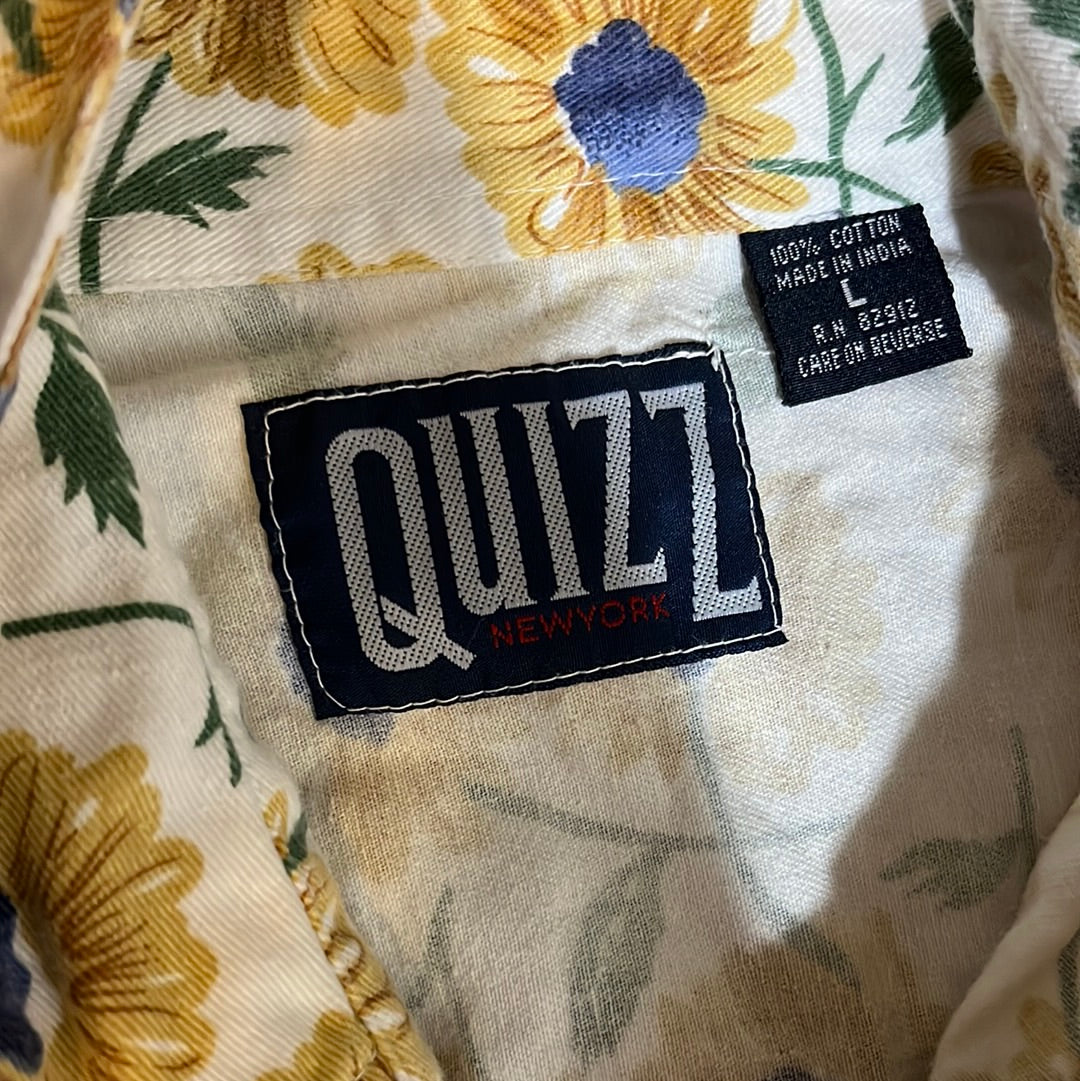 100% COTTON
MADE IN INDIA
L
R.N 82912
CARE ON REVERSE
QUIZZ
NEWYORK